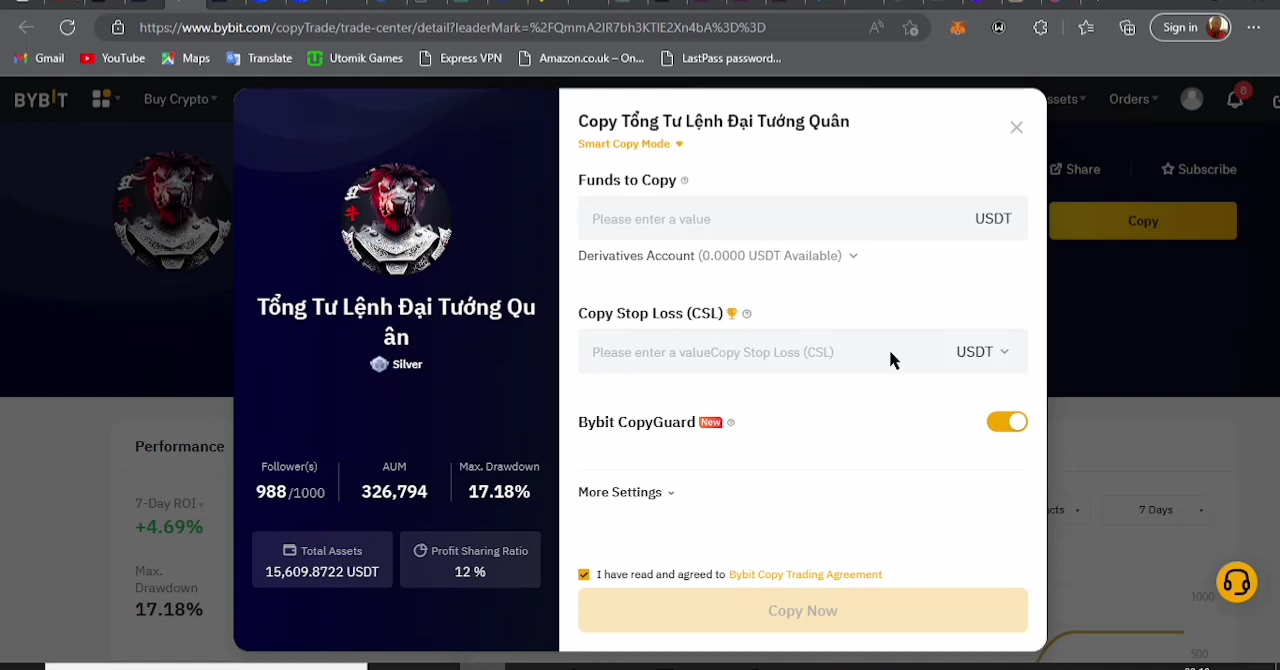 https://www.bybit.com/copyTrade/trade-center/detail?leaderMark=%2FQmmA2IR7bh3KTlE2Xn4bA%3D%3D
Sign in
Gmail
YouTube
Maps
Translate
Utomik Games
Express VPN
Amazon.co.uk – On...
LastPass password...
BYBIT
Buy Crypto
ssets
Orders
8
Share
Subscribe
Copy
Tổng Tư Lệnh Đại Tướng Qu
ân
Silver
Follower(s)
988/1000
AUM
326,794
Max. Drawdown
17.18%
Total Assets
15,609.8722 USDT
Profit Sharing Ratio
12 %
Copy Tổng Tư Lệnh Đại Tướng Quân
Smart Copy Mode
Funds to Copy
Please enter a value
USDT
Derivatives Account (0.0000 USDT Available)
Copy Stop Loss (CSL)
Please enter a valueCopy Stop Loss (CSL)
USDT
Bybit CopyGuard New
More Settings
I have read and agreed to Bybit Copy Trading Agreement
Copy Now
Performance
7-Day ROI
+4.69%
Max.
Drawdown
17.18%
cts
7 Days
1000
500